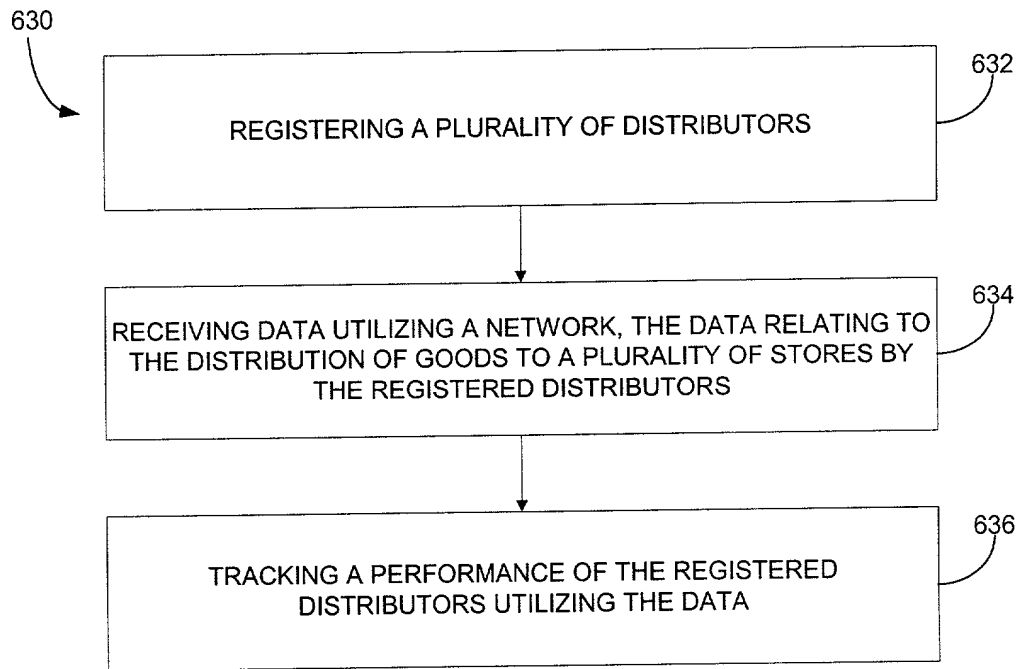 630
632
REGISTERING A PLURALITY OF DISTRIBUTORS
634
RECEIVING DATA UTILIZING A NETWORK, THE DATA RELATING TO
THE DISTRIBUTION OF GOODS TO A PLURALITY OF STORES BY
THE REGISTERED DISTRIBUTORS
636
TRACKING A PERFORMANCE OF THE REGISTERED
DISTRIBUTORS UTILIZING THE DATA